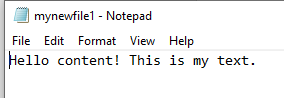 mynewfile1 - Notepad
File Edit Format View Help
Hello content! This is my text.